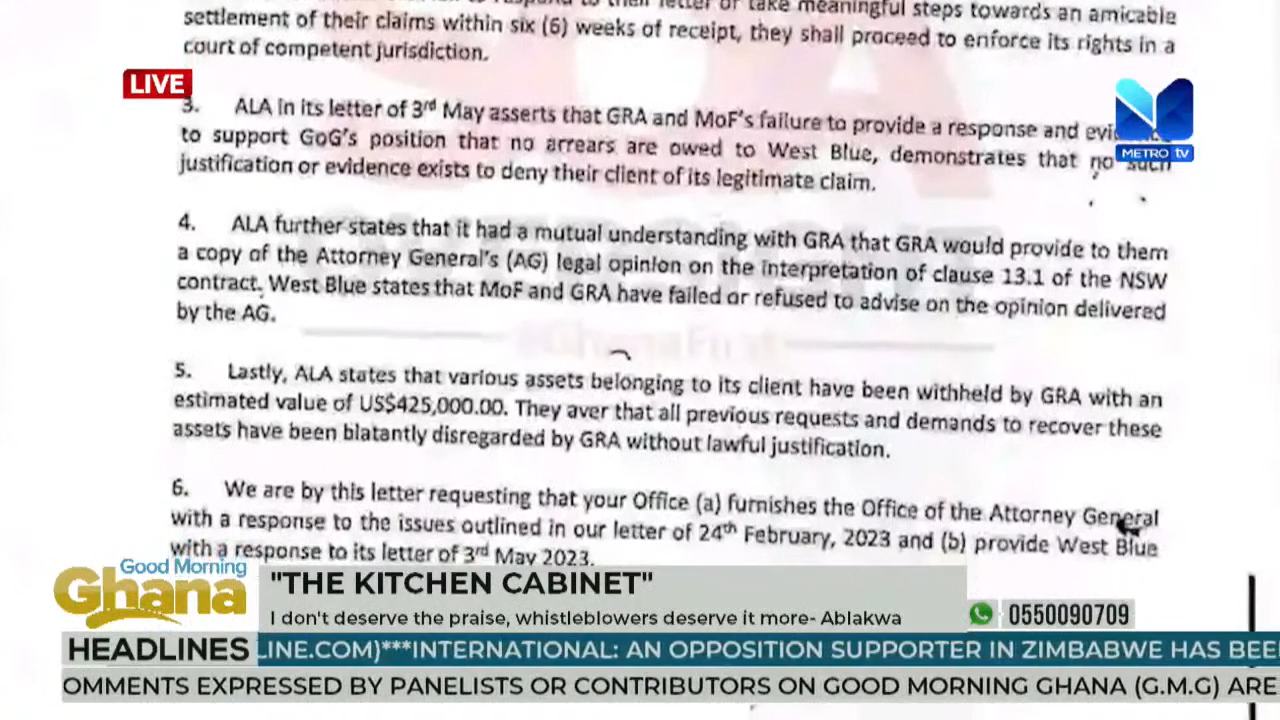 settlement of their claims within six (6) weeks of receipt, they shall proceed to enforce its rights in a
court of competent jurisdiction.
LIVE
3. ALA in its letter of 3rd May asserts that GRA and MoF's failure to provide a response and
to support GoG's position that no arrears are owed to West Blue, demonstrates that no such
justification or evidence exists to deny their client of its legitimate claim.
METRO tv
4. ALA further states that it had a mutual understanding with GRA that GRA would provide to them
a copy of the Attorney General's (AG) legal opinion on the interpretation of clause 13.1 of the NSW
contract. West Blue states that MoF and GRA have failed or refused to advise on the opinion delivered
by the AG.
#GhanaFirst
5. Lastly, ALA states that various assets belonging to its client have been withheld by GRA with an
estimated value of US$425,000.00. They aver that all previous requests and demands to recover these
assets have been blatantly disregarded by GRA without lawful justification.
6. We are by this letter requesting that your Office (a) furnishes the Office of the Attorney General
with a response to the issues outlined in our letter of 24th February, 2023 and (b) provide West Blue
with a response to its letter of 3rd May 2023.
Good Morning
Ghana
"THE KITCHEN CABINET"
I don't deserve the praise, whistleblowers deserve it more- Ablakwa
0550090709
HEADLINES
LINE.COM)***INTERNATIONAL: AN OPPOSITION SUPPORTER IN ZIMBABWE HAS BEE
OMMENTS EXPRESSED BY PANELISTS OR CONTRIBUTORS ON GOOD MORNING GHANA (G.M.G) ARE